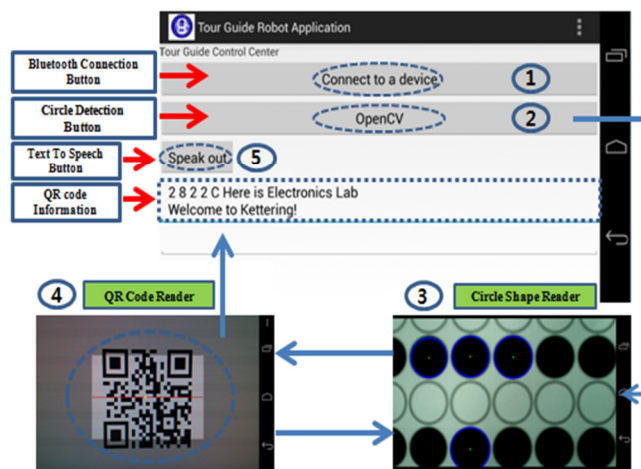 Tour Guide Robot Application
Tour Guide Control Center
Bluetooth Connection
Button
Connect to a device
1
Circle Detection
Button
OpenCV
2
Text To Speech
Button
Speak out
5
QR code
Information
2 8 2 2 C Here is Electronics Lab
Welcome to Kettering!
4
QR Code Reader
3
Circle Shape Reader